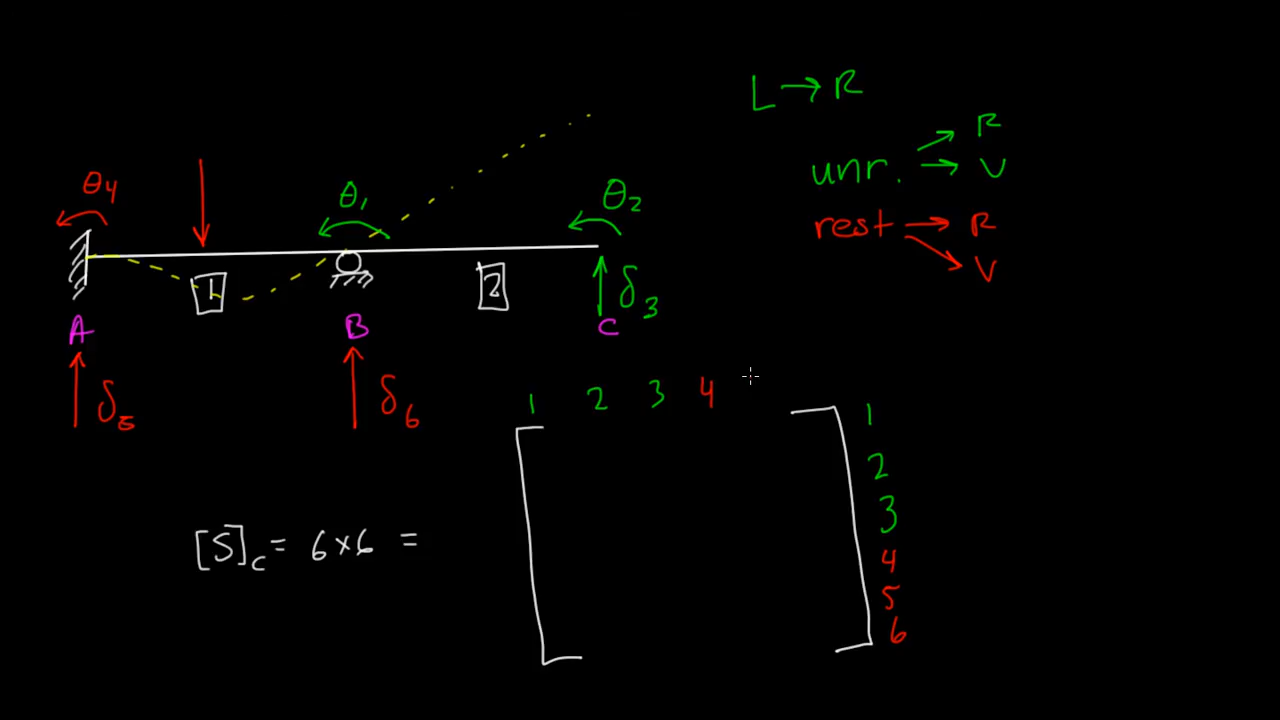 L → R
unr. → R
→ V
rest → R
→ V
θ4 θ1 θ2
1 2
δ3
A B C
δ5 δ6
1 2 3 4
1
2
3
4
5
6
[S]c = 6×6 =